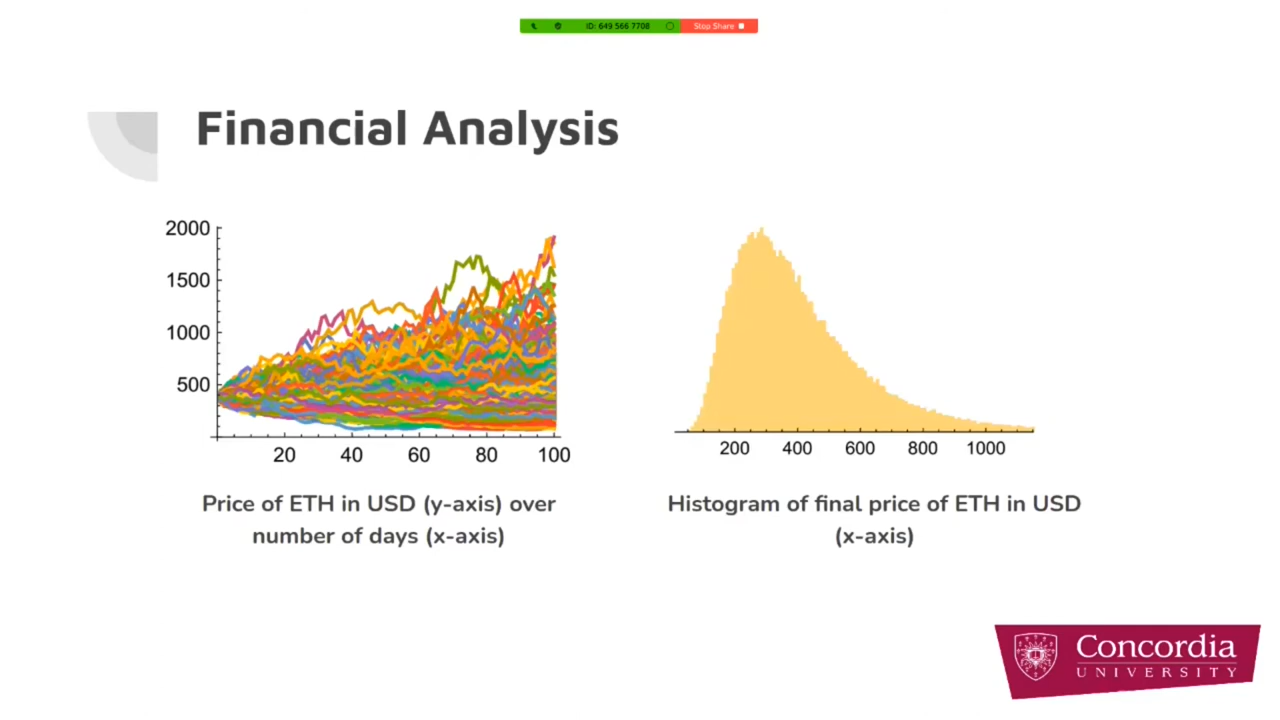 ID: 649 566 7708 Stop Share
Financial Analysis
2000
1500
1000
500
20 40 60 80 100
200 400 600 800 1000
Price of ETH in USD (y-axis) over
number of days (x-axis)
Histogram of final price of ETH in USD
(x-axis)
Concordia
UNIVERSITY